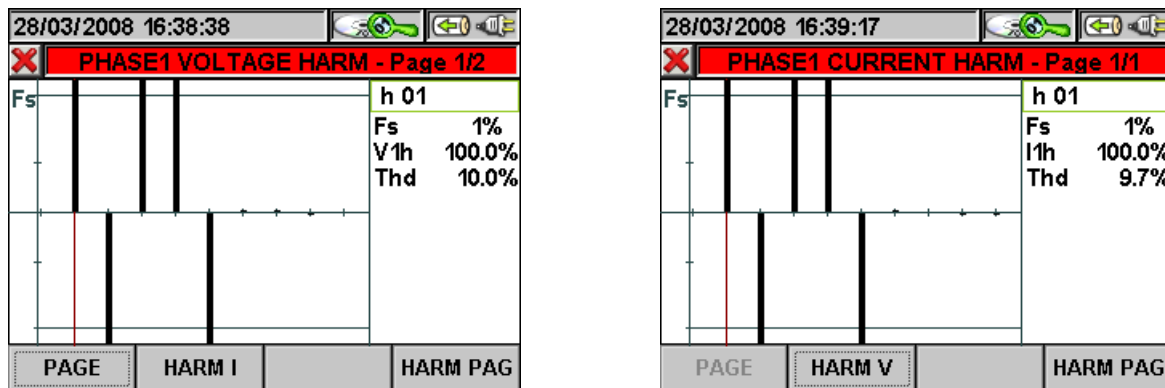 28/03/2008 16:38:38
PHASE1 VOLTAGE HARM - Page 1/2
Fs
h 01
Fs 1%
V1h 100.0%
Thd 10.0%
PAGE HARM I HARM PAG
28/03/2008 16:39:17
PHASE1 CURRENT HARM - Page 1/1
Fs
h 01
Fs 1%
I1h 100.0%
Thd 9.7%
PAGE HARM V HARM PAG